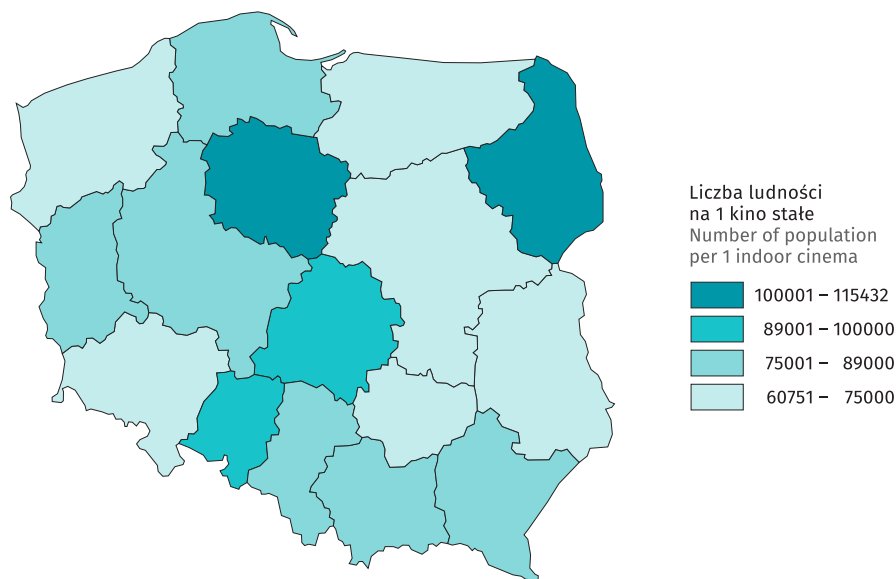 Liczba ludności
na 1 kino stałe
Number of population
per 1 indoor cinema
100001 – 115432
89001 – 100000
75001 – 89000
60751 – 75000